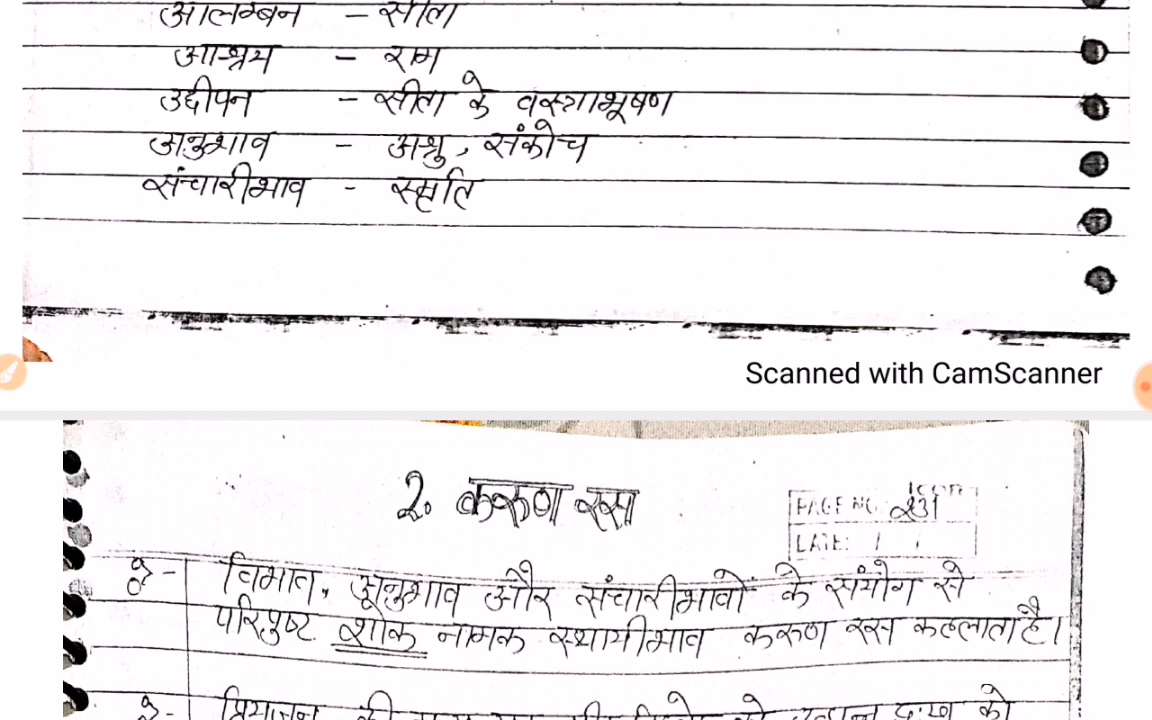 आलम्बन - सीता
आश्रय - राम
उद्दीपन - सीता के वस्त्राभूषण
अनुभाव - अश्रु, संकोच
संचारीभाव - स्मृति
Scanned with CamScanner
2. करुण रस
PAGE NO.
DATE: / /
विभाव, अनुभाव और संचारीभावों के संयोग से
परिपुष्ट शोक नामक स्थायीभाव करुण रस कहलाता है।
प्रियजन की